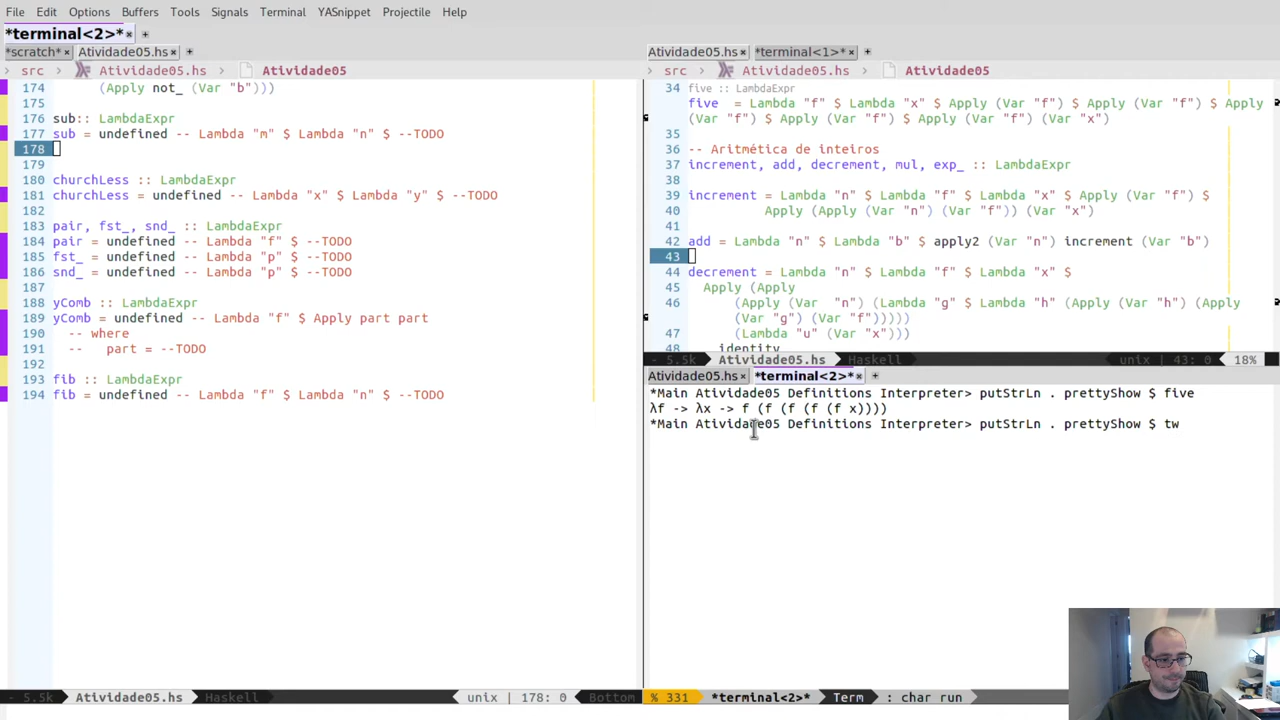 File Edit Options Buffers Tools Signals Terminal YASnippet Projectile Help
*terminal<2>*× +
*scratch*× Atividade05.hs× +
› src › Atividade05.hs › Atividade05
174 (Apply not_ (Var "b")))
175
176 sub:: LambdaExpr
177 sub = undefined -- Lambda "m" $ Lambda "n" $ --TODO
178
179
180 churchLess :: LambdaExpr
181 churchLess = undefined -- Lambda "x" $ Lambda "y" $ --TODO
182
183 pair, fst_, snd_ :: LambdaExpr
184 pair = undefined -- Lambda "f" $ --TODO
185 fst_ = undefined -- Lambda "p" $ --TODO
186 snd_ = undefined -- Lambda "p" $ --TODO
187
188 yComb :: LambdaExpr
189 yComb = undefined -- Lambda "f" $ Apply part part
190 -- where
191 -- part = --TODO
192
193 fib :: LambdaExpr
194 fib = undefined -- Lambda "f" $ Lambda "n" $ --TODO
- 5.5k Atividade05.hs Haskell unix | 178: 0 Bottom
Atividade05.hs× *terminal<1>*× +
› src › Atividade05.hs › Atividade05
34 five :: LambdaExpr
five = Lambda "f" $ Lambda "x" $ Apply (Var "f") $ Apply (Var "f") $ Apply
(Var "f") $ Apply (Var "f") $ Apply (Var "f") (Var "x")
35
36 -- Aritmética de inteiros
37 increment, add, decrement, mul, exp_ :: LambdaExpr
38
39 increment = Lambda "n" $ Lambda "f" $ Lambda "x" $ Apply (Var "f") $
40 Apply (Apply (Var "n") (Var "f")) (Var "x")
41
42 add = Lambda "n" $ Lambda "b" $ apply2 (Var "n") increment (Var "b")
43
44 decrement = Lambda "n" $ Lambda "f" $ Lambda "x" $
45 Apply (Apply
46 (Apply (Var "n") (Lambda "g" $ Lambda "h" (Apply (Var "h") (Apply
(Var "g") (Var "f")))))
47 (Lambda "u" (Var "x")))
48 identity
- 5.5k Atividade05.hs Haskell unix | 43: 0 18%
Atividade05.hs× *terminal<2>*× +
*Main Atividade05 Definitions Interpreter> putStrLn . prettyShow $ five
λf -> λx -> f (f (f (f (f x))))
*Main Atividade05 Definitions Interpreter> putStrLn . prettyShow $ tw
% 331 *terminal<2>* Term : char run